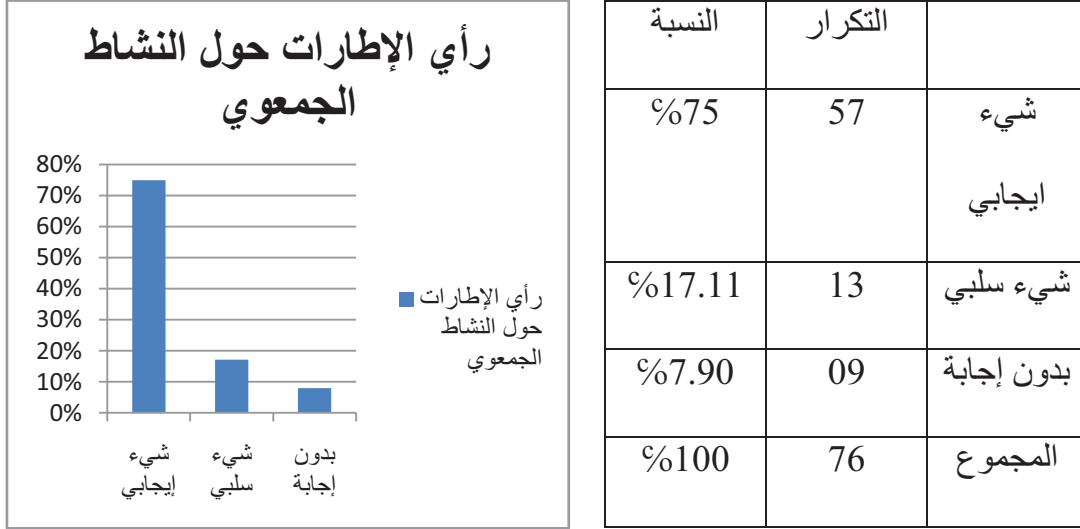 رأي الإطارات حول النشاط
الجمعوي
80%
70%
60%
50%
40%
30%
20%
10%
0%
شيء إيجابي
شيء سلبي
بدون إجابة
رأي الإطارات
حول النشاط
الجمعوي
التكرار النسبة
شيء ايجابي 57 %75
شيء سلبي 13 %17.11
بدون إجابة 09 %7.90
المجموع 76 %100